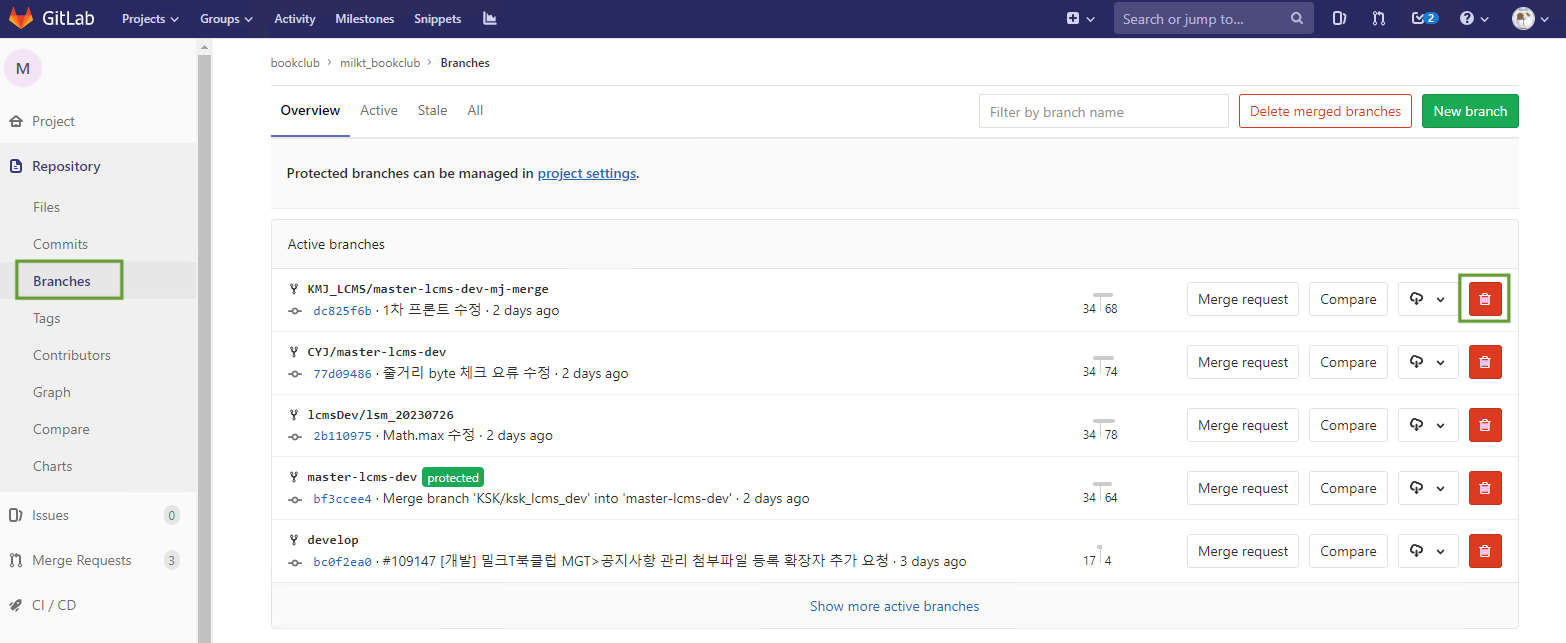 GitLab Projects Groups Activity Milestones Snippets Search or jump to... 2
M
Project
Repository
Files
Commits
Branches
Tags
Contributors
Graph
Compare
Charts
Issues 0
Merge Requests 3
CI / CD
bookclub > milkt_bookclub > Branches
Overview Active Stale All Filter by branch name Delete merged branches New branch
Protected branches can be managed in project settings.
Active branches
KMJ_LCMS/master-lcms-dev-mj-merge
dc825f6b · 1차 프론트 수정 · 2 days ago
34 68 Merge request Compare
CYJ/master-lcms-dev
77d09486 · 줄거리 byte 체크 요류 수정 · 2 days ago
34 74 Merge request Compare
lcmsDev/lsm_20230726
2b110975 · Math.max 수정 · 2 days ago
34 78 Merge request Compare
master-lcms-dev protected
bf3ccee4 · Merge branch 'KSK/ksk_lcms_dev' into 'master-lcms-dev' · 2 days ago
34 64 Merge request Compare
develop
bc0f2ea0 · #109147 [개발] 밀크T북클럽 MGT>공지사항 관리 첨부파일 등록 확장자 추가 요청 · 3 days ago
17 4 Merge request Compare
Show more active branches